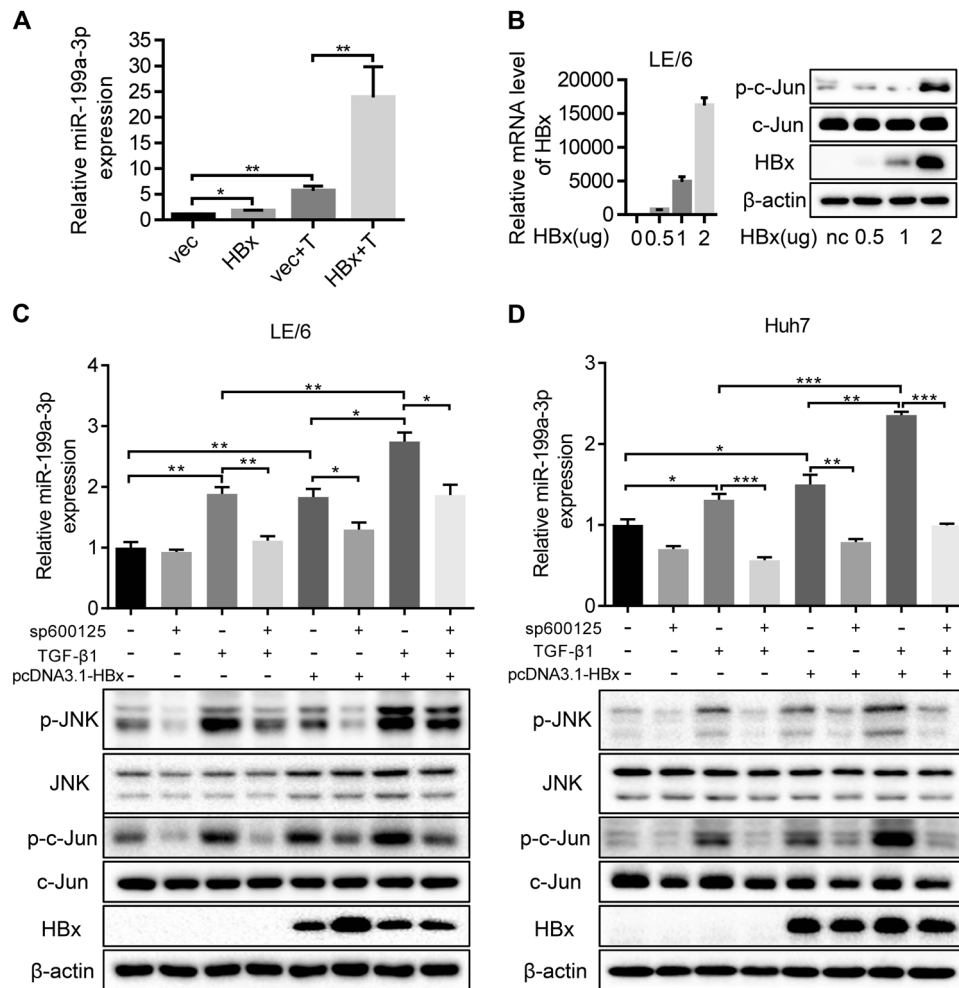 A
Relative miR-199a-3p
expression
35
30
25
20
15
10
5
0
**
**
*
vec
HBx
vec+T
HBx+T
B
LE/6
Relative mRNA level
of HBx
20000
15000
10000
5000
0
HBx(ug) 0 0.5 1 2
p-c-Jun
c-Jun
HBx
β-actin
HBx(ug) nc 0.5 1 2
C
LE/6
Relative miR-199a-3p
expression
4
3
2
1
0
**
*
*
**
*
**
**
sp600125 - + - + - + - +
TGF-β1 - - + + - - + +
pcDNA3.1-HBx - - - - + + + +
p-JNK
JNK
p-c-Jun
c-Jun
HBx
β-actin
D
Huh7
Relative miR-199a-3p
expression
3
2
1
0
***
**
***
*
**
*
***
sp600125 - + - + - + - +
TGF-β1 - - + + - - + +
pcDNA3.1-HBx - - - - + + + +
p-JNK
JNK
p-c-Jun
c-Jun
HBx
β-actin